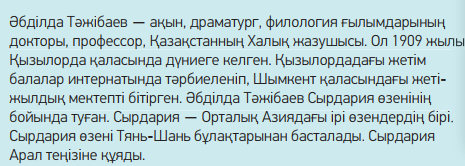 Әбділда Тәжібаев — ақын, драматург, филология ғылымдарының
докторы, профессор, Қазақстанның Халық жазушысы. Ол 1909 жылы
Қызылорда қаласында дүниеге келген. Қызылордадағы жетім
балалар интернатында тәрбиеленіп, Шымкент қаласындағы жеті-
жылдық мектепті бітірген. Әбділда Тәжібаев Сырдария өзенінің
бойында туған. Сырдария — Орталық Азиядағы ірі өзендердің бірі.
Сырдария өзені Тянь-Шань бұлақтарынан басталады. Сырдария
Арал теңізіне құяды.